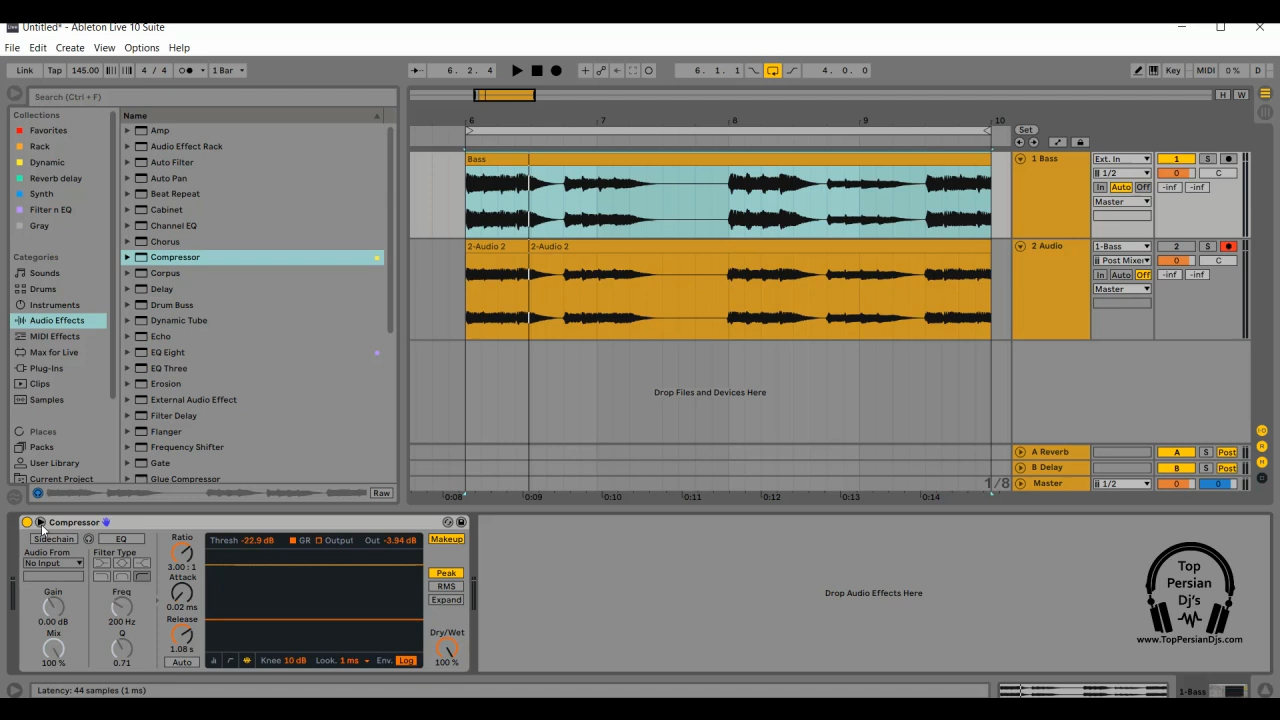 Untitled* - Ableton Live 10 Suite
File Edit Create View Options Help
Link Tap 145.00 4 / 4 1 Bar 6. 2. 4 6. 1. 1 4. 0. 0 Key MIDI 0 % D
Search (Ctrl + F)
H W
Collections
Favorites
Rack
Dynamic
Reverb delay
Synth
Filter n EQ
Gray
Categories
Sounds
Drums
Instruments
Audio Effects
MIDI Effects
Max for Live
Plug-Ins
Clips
Samples
Places
Packs
User Library
Current Project
Name
Amp
Audio Effect Rack
Auto Filter
Auto Pan
Beat Repeat
Cabinet
Channel EQ
Chorus
Compressor
Corpus
Delay
Drum Buss
Dynamic Tube
Echo
EQ Eight
EQ Three
Erosion
External Audio Effect
Filter Delay
Flanger
Frequency Shifter
Gate
Glue Compressor
Raw
6 7 8 9 10
Set
Bass
1 Bass Ext. In 1 S
1/2 0 C
In Auto Off -inf -inf
Master
2-Audio 2 2-Audio 2
2 Audio 1-Bass 2 S
Post Mixer 0 C
In Auto Off -inf -inf
Master
Drop Files and Devices Here
A Reverb A S Post
B Delay B S Post
Master 1/2 0 0
1/8
0:08 0:09 0:10 0:11 0:12 0:13 0:14
Compressor
Sidechain EQ
Audio From Filter Type
No Input
Gain Freq
0.00 dB 200 Hz
Mix Q
100 % 0.71
Ratio
3.00 : 1
Attack
0.02 ms
Release
1.08 s
Auto
Thresh -22.9 dB GR Output Out -3.94 dB
Knee 10 dB Look. 1 ms Env. Log
Makeup
Peak
RMS
Expand
Dry/Wet
100 %
Drop Audio Effects Here
Top
Persian
Dj's
www.TopPersianDjs.com
Latency: 44 samples (1 ms)
1-Bass